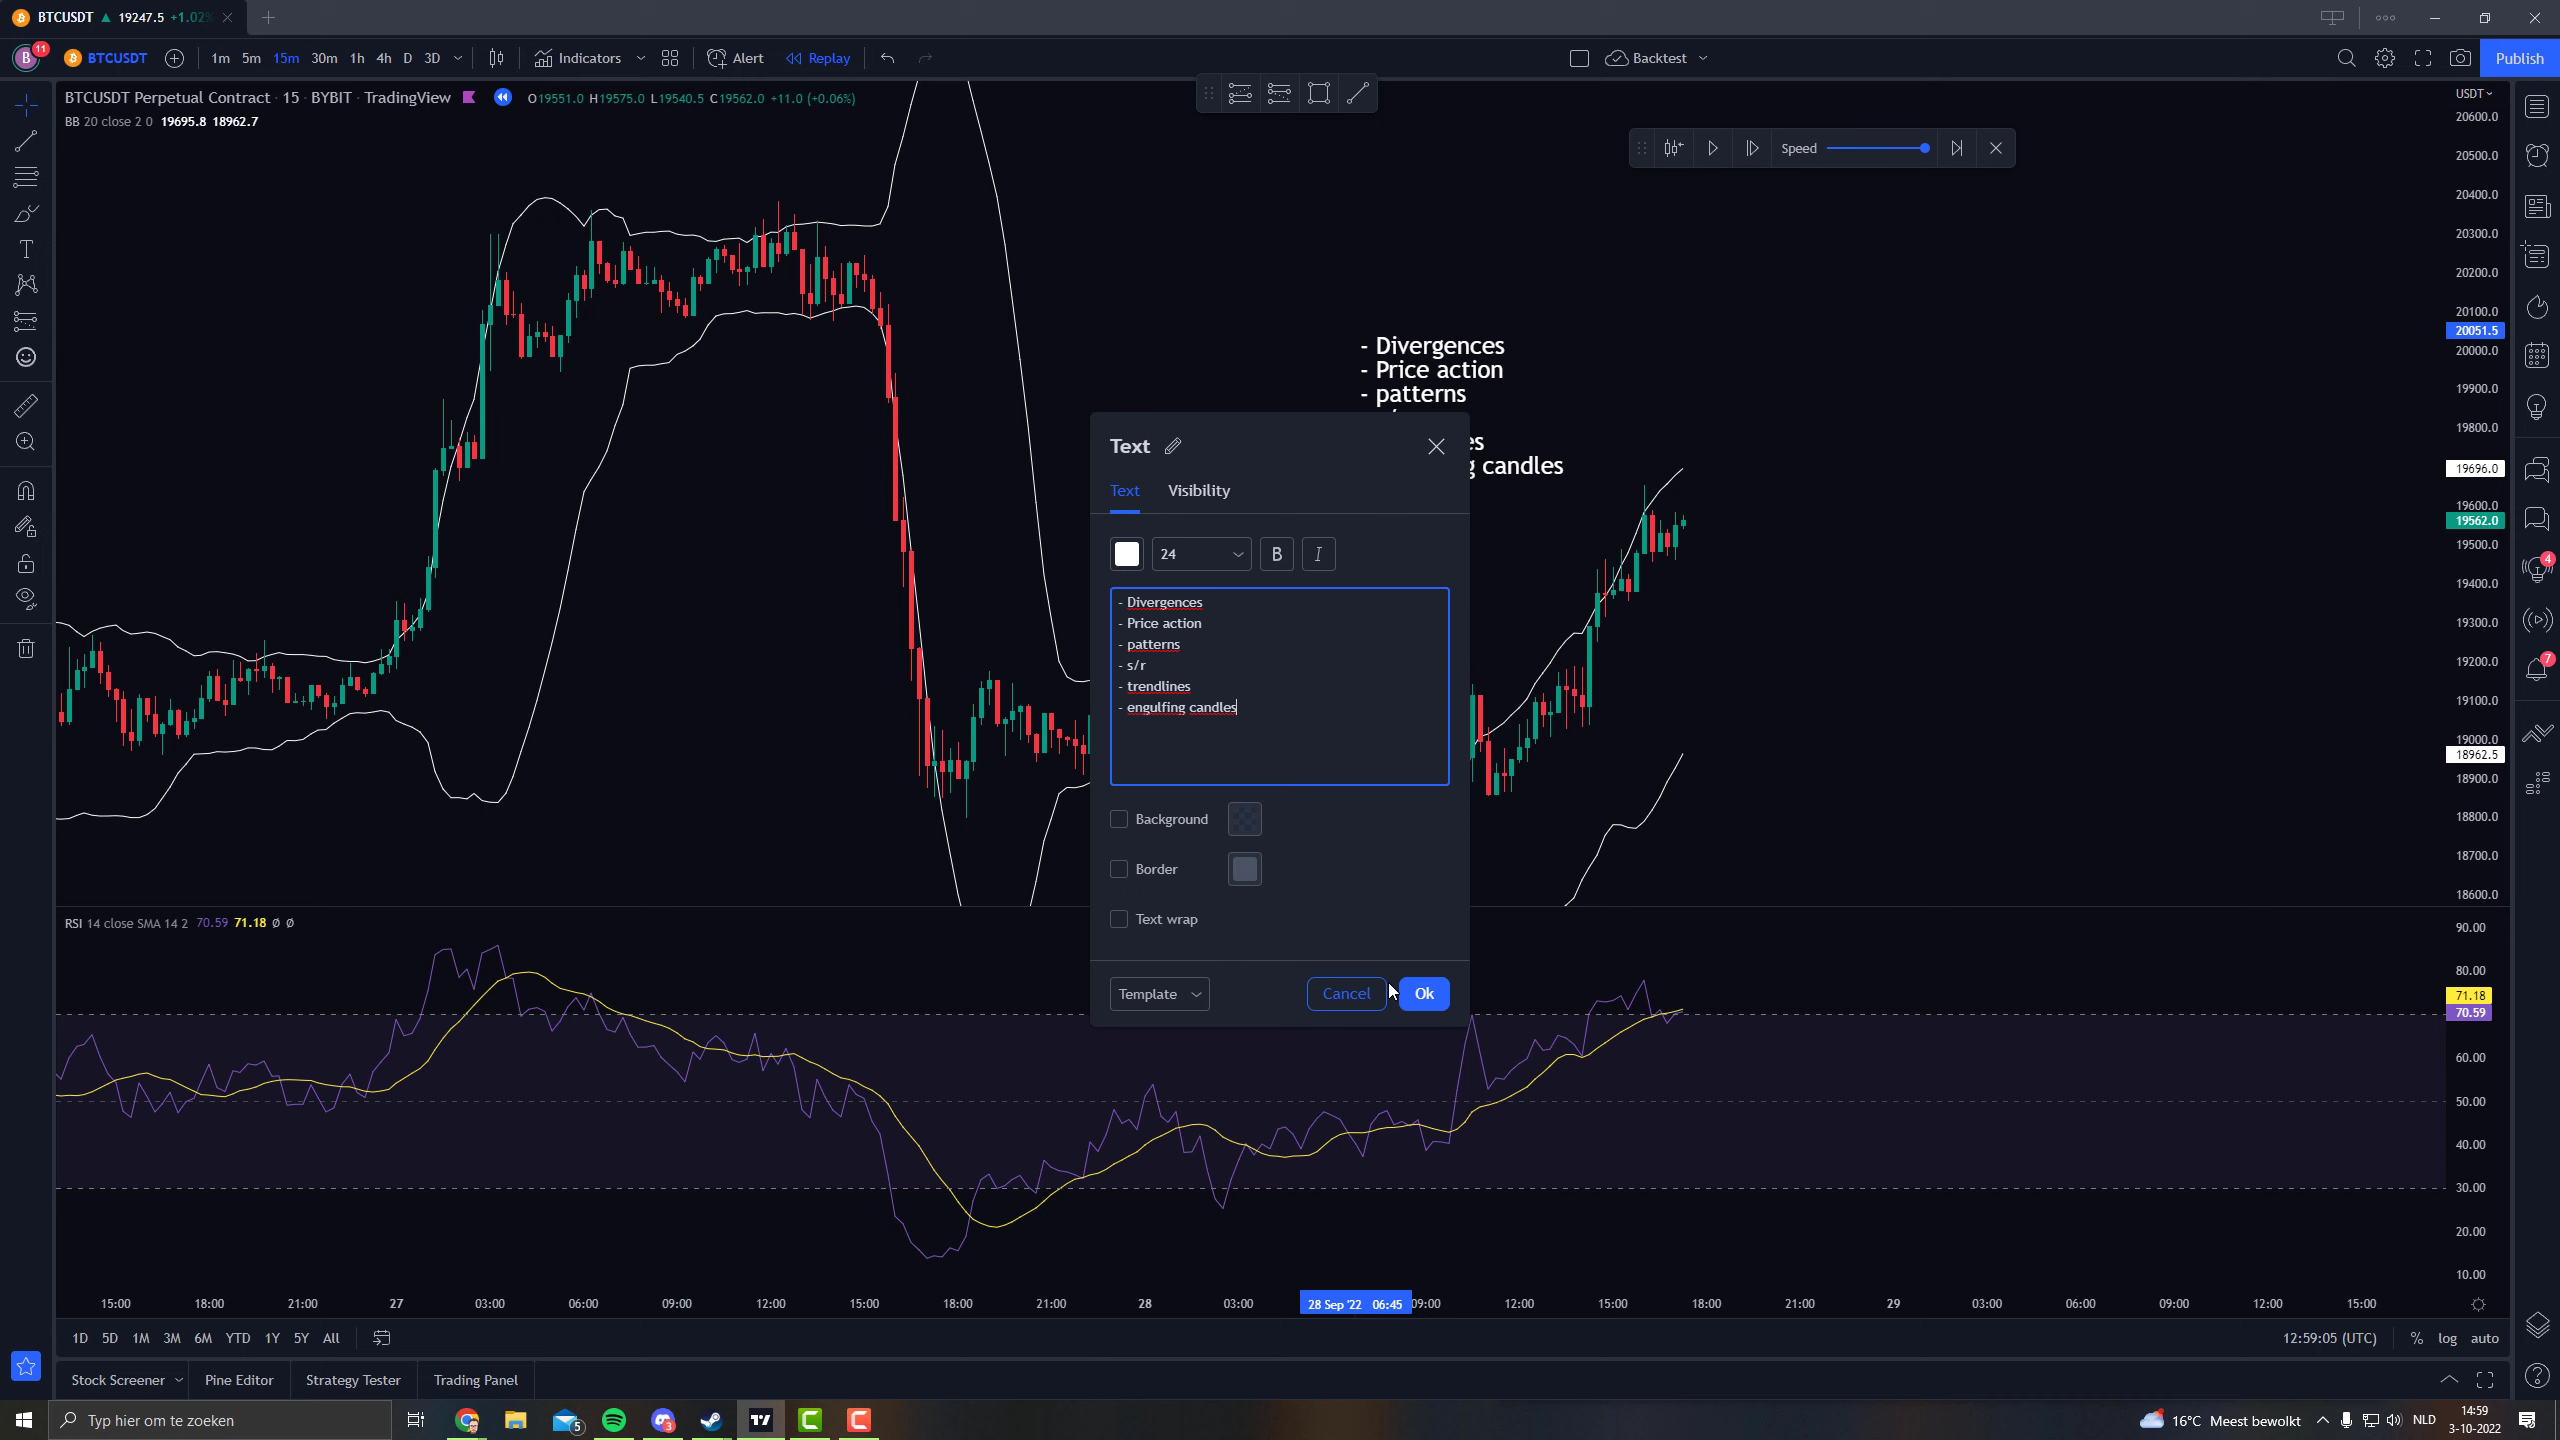 BTCUSDT ▲ 19247.5 +1.02%
B 11 BTCUSDT 1m 5m 15m 30m 1h 4h D 3D Indicators Alert Replay Backtest Publish
BTCUSDT Perpetual Contract · 15 · BYBIT · TradingView O19551.0 H19575.0 L19540.5 C19562.0 +11.0 (+0.06%)
BB 20 close 2 0 19695.8 18962.7
Speed
USDT
20600.0
20500.0
20400.0
20300.0
20200.0
20100.0
20051.5
20000.0
19900.0
19800.0
19696.0
19600.0
19562.0
19500.0
19400.0
19300.0
19200.0
19100.0
19000.0
18962.5
18900.0
18800.0
18700.0
18600.0
- Divergences
- Price action
- patterns
es
g candles
Text
Text Visibility
24 B I
- Divergences
- Price action
- patterns
- s/r
- trendlines
- engulfing candles
Background
Border
Text wrap
Template Cancel Ok
RSI 14 close SMA 14 2 70.59 71.18 ø ø
90.00
80.00
71.18
70.59
60.00
50.00
40.00
30.00
20.00
10.00
15:00 18:00 21:00 27 03:00 06:00 09:00 12:00 15:00 18:00 21:00 28 03:00 28 Sep '22 06:45 09:00 12:00 15:00 18:00 21:00 29 03:00 06:00 09:00 12:00 15:00
1D 5D 1M 3M 6M YTD 1Y 5Y All 12:59:05 (UTC) % log auto
Stock Screener Pine Editor Strategy Tester Trading Panel
4
7
Typ hier om te zoeken 5 3 16°C Meest bewolkt NLD 14:59
3-10-2022